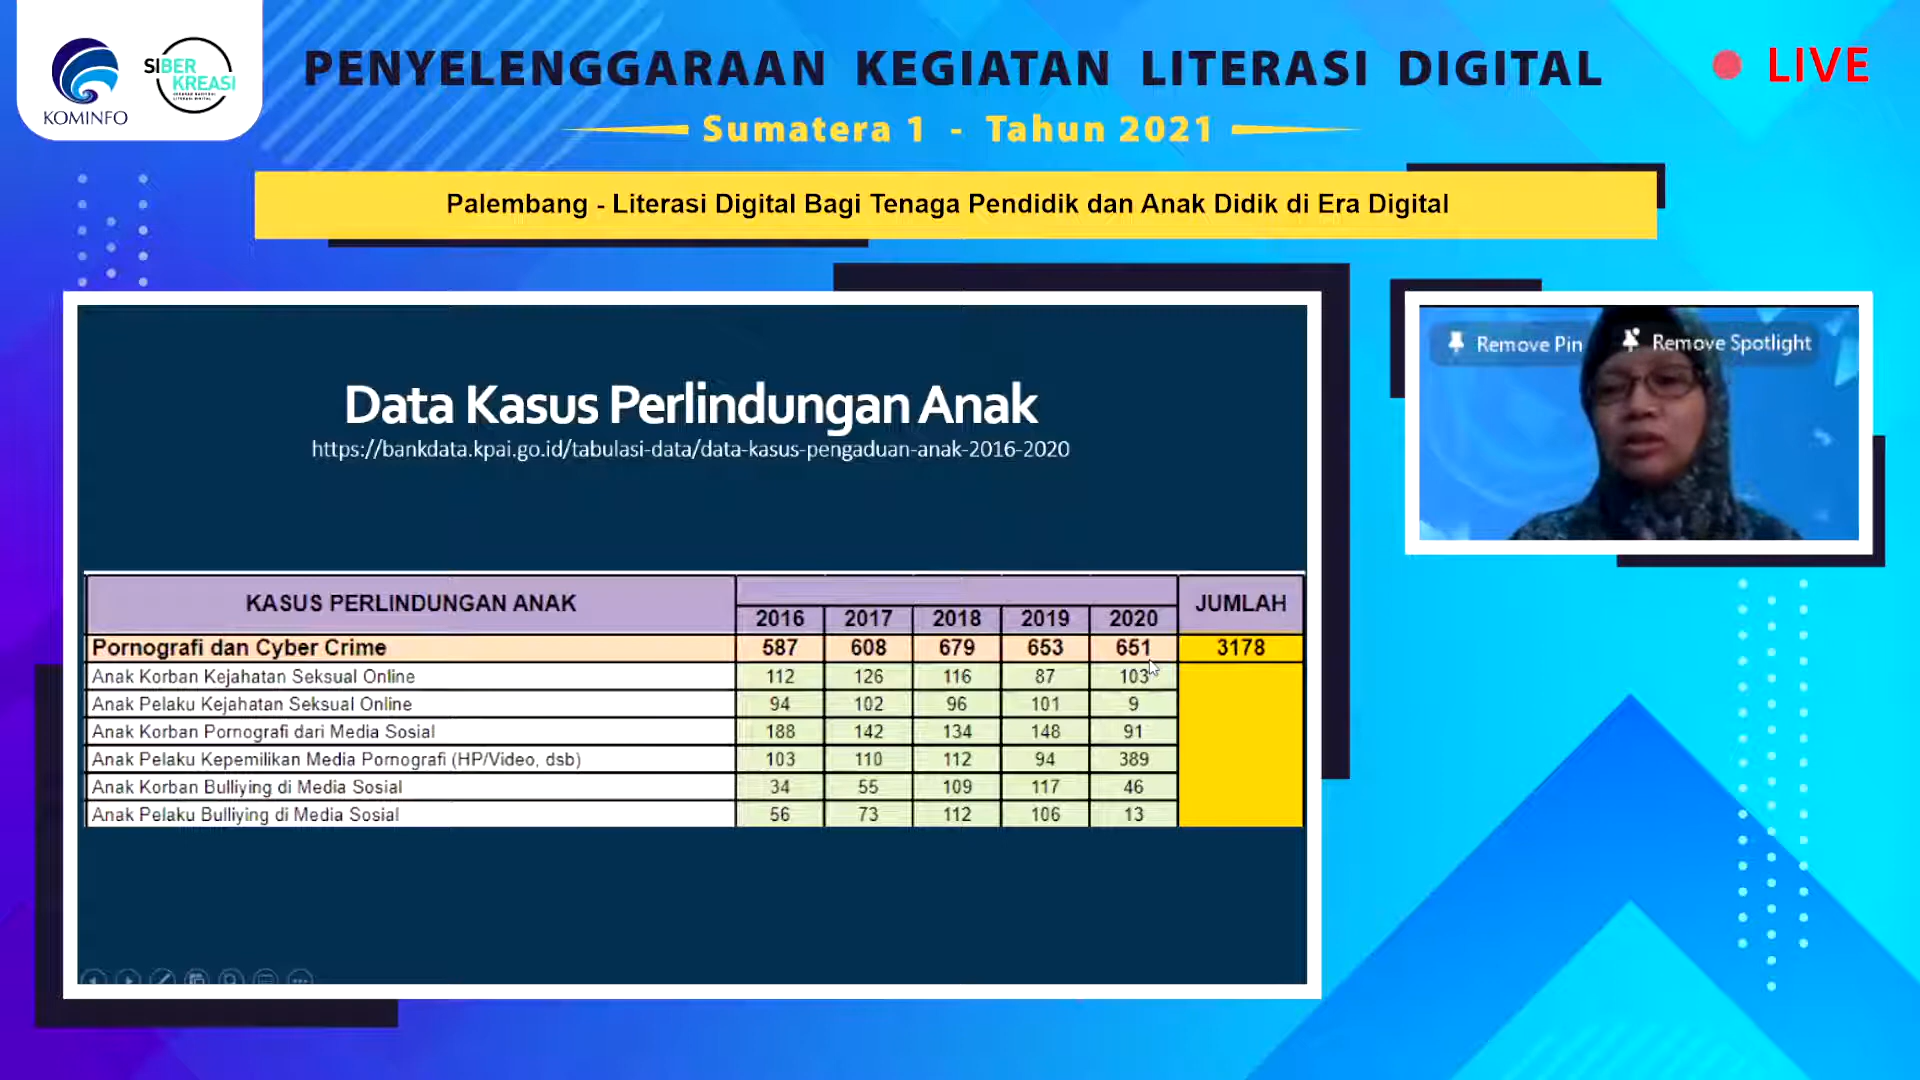 KOMINFO
SIBER
KREASI
PENYELENGGARAAN KEGIATAN LITERASI DIGITAL
LIVE
Sumatera 1 - Tahun 2021
Palembang - Literasi Digital Bagi Tenaga Pendidik dan Anak Didik di Era Digital
Remove Pin
Remove Spotlight
Data Kasus Perlindungan Anak
https://bankdata.kpai.go.id/tabulasi-data/data-kasus-pengaduan-anak-2016-2020
KASUS PERLINDUNGAN ANAK 2016 2017 2018 2019 2020 JUMLAH
Pornografi dan Cyber Crime 587 608 679 653 651 3178
Anak Korban Kejahatan Seksual Online 112 126 116 87 103
Anak Pelaku Kejahatan Seksual Online 94 102 96 101 9
Anak Korban Pornografi dari Media Sosial 188 142 134 148 91
Anak Pelaku Kepemilikan Media Pornografi (HP/Video, dsb) 103 110 112 94 389
Anak Korban Bulliying di Media Sosial 34 55 109 117 46
Anak Pelaku Bulliying di Media Sosial 56 73 112 106 13